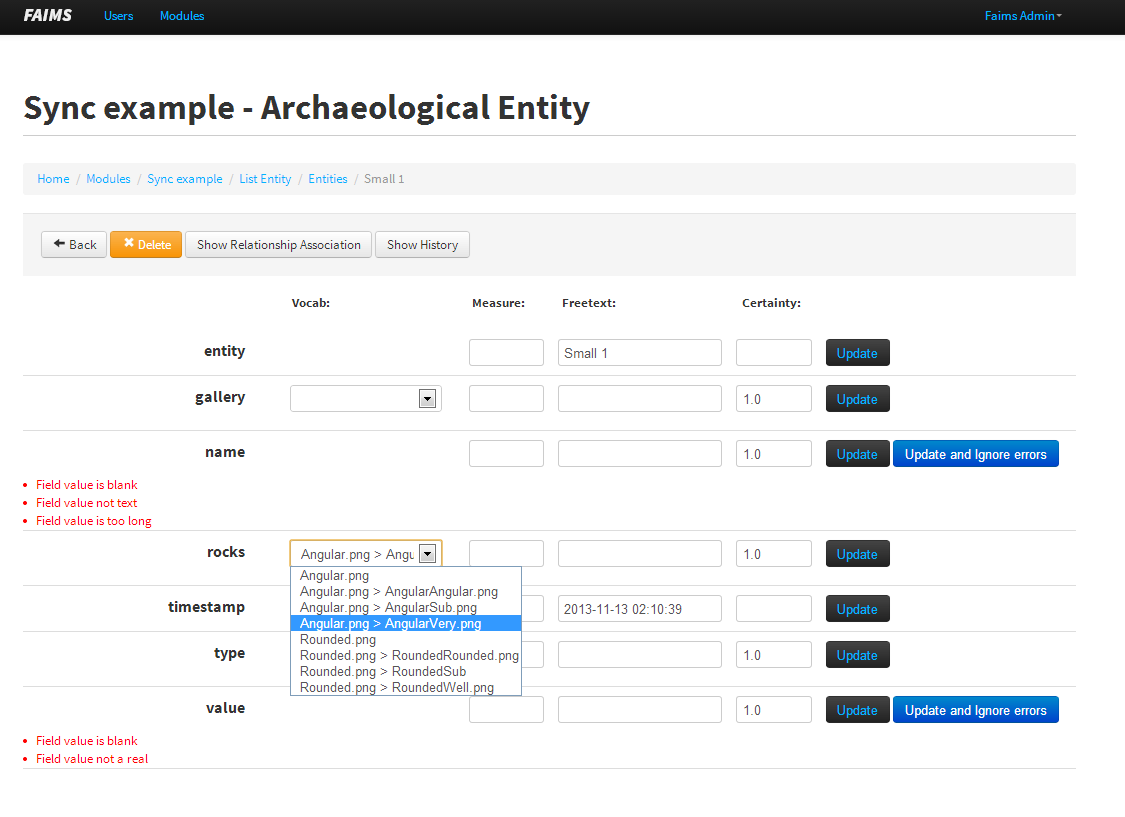 FAIMS Users Modules Faims Admin
Sync example - Archaeological Entity
Home / Modules / Sync example / List Entity / Entities / Small 1
Back Delete Show Relationship Association Show History
Vocab: Measure: Freetext: Certainty:
entity Small 1 Update
gallery 1.0 Update
name 1.0 Update Update and Ignore errors
Field value is blank
Field value not text
Field value is too long
rocks Angular.png > Angu 1.0 Update
Angular.png
Angular.png > AngularAngular.png
Angular.png > AngularSub.png
Angular.png > AngularVery.png
Rounded.png
Rounded.png > RoundedRounded.png
Rounded.png > RoundedSub
Rounded.png > RoundedWell.png
timestamp 2013-11-13 02:10:39 Update
type 1.0 Update
value 1.0 Update Update and Ignore errors
Field value is blank
Field value not a real